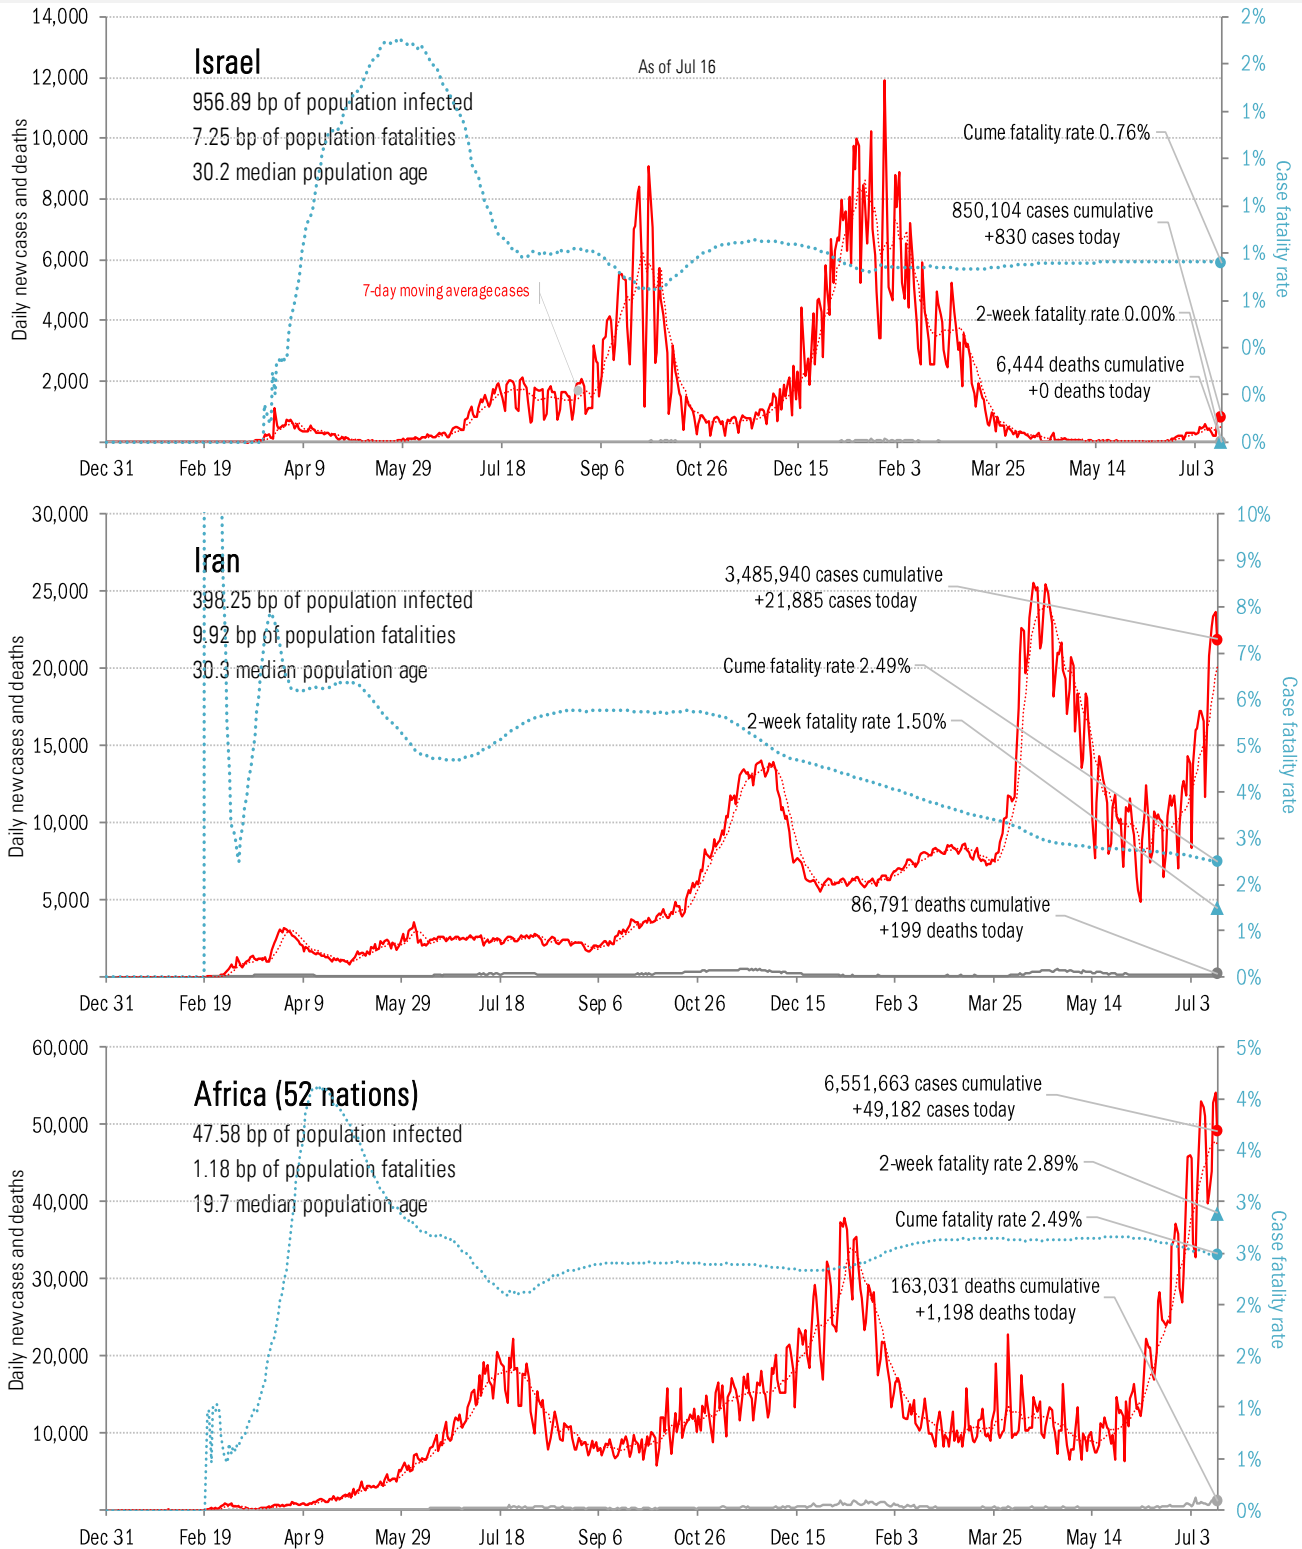 14,000
12,000
10,000
8,000
6,000
4,000
2,000
Daily new cases and deaths
Israel
956.89 bp of population infected
7.25 bp of population fatalities
30.2 median population age
As of Jul 16
7-day moving average cases
Cume fatality rate 0.76%
850,104 cases cumulative
+830 cases today
2-week fatality rate 0.00%
6,444 deaths cumulative
+0 deaths today
2%
2%
1%
1%
1%
1%
1%
0%
0%
0%
Case fatality rate
Dec 31 Feb 19 Apr 9 May 29 Jul 18 Sep 6 Oct 26 Dec 15 Feb 3 Mar 25 May 14 Jul 3
30,000
25,000
20,000
15,000
10,000
5,000
Daily new cases and deaths
Iran
398.25 bp of population infected
9.92 bp of population fatalities
30.3 median population age
3,485,940 cases cumulative
+21,885 cases today
Cume fatality rate 2.49%
2-week fatality rate 1.50%
86,791 deaths cumulative
+199 deaths today
10%
9%
8%
7%
6%
5%
4%
3%
2%
1%
0%
Case fatality rate
Dec 31 Feb 19 Apr 9 May 29 Jul 18 Sep 6 Oct 26 Dec 15 Feb 3 Mar 25 May 14 Jul 3
60,000
50,000
40,000
30,000
20,000
10,000
Daily new cases and deaths
Africa (52 nations)
47.58 bp of population infected
1.18 bp of population fatalities
19.7 median population age
6,551,663 cases cumulative
+49,182 cases today
2-week fatality rate 2.89%
Cume fatality rate 2.49%
163,031 deaths cumulative
+1,198 deaths today
5%
4%
4%
3%
3%
2%
2%
1%
1%
0%
Case fatality rate
Dec 31 Feb 19 Apr 9 May 29 Jul 18 Sep 6 Oct 26 Dec 15 Feb 3 Mar 25 May 14 Jul 3